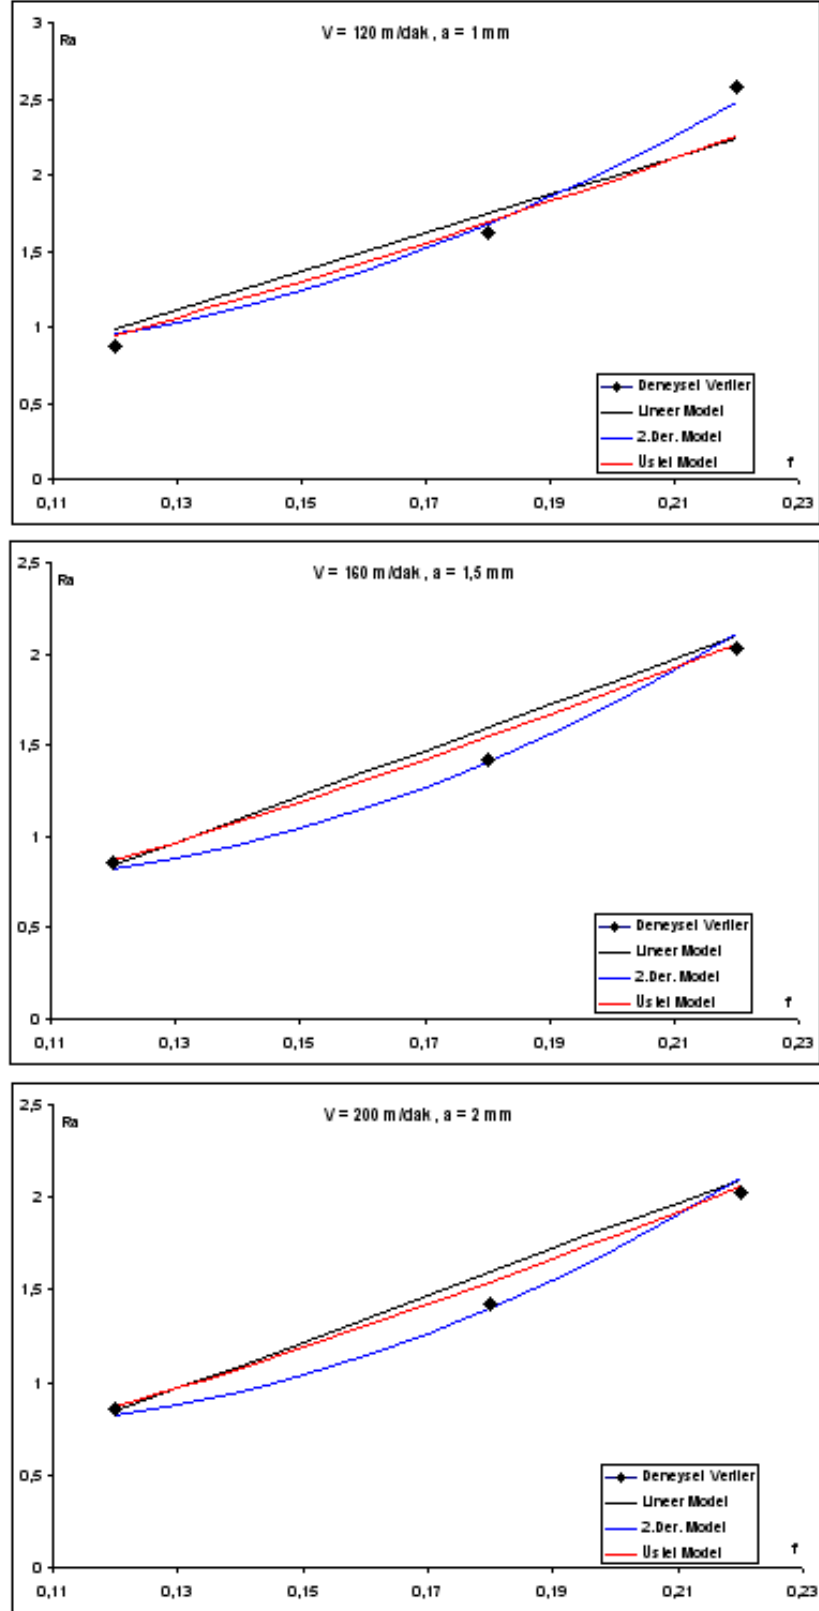 V = 120 m/dak , a = 1 mm
Ra
3
2,5
2
1,5
1
0,5
0
0,11 0,13 0,15 0,17 0,19 0,21 0,23
f
Deneysel Veriler
Lineer Model
2.Der. Model
Üstel Model
V = 160 m/dak , a = 1,5 mm
Ra
2,5
2
1,5
1
0,5
0
0,11 0,13 0,15 0,17 0,19 0,21 0,23
f
Deneysel Veriler
Lineer Model
2.Der. Model
Üstel Model
V = 200 m/dak , a = 2 mm
Ra
2,5
2
1,5
1
0,5
0
0,11 0,13 0,15 0,17 0,19 0,21 0,23
f
Deneysel Veriler
Lineer Model
2.Der. Model
Üstel Model